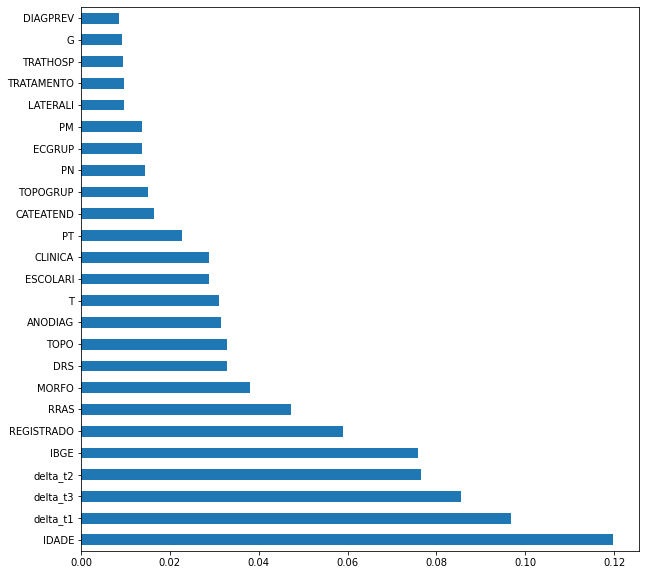 DIAGPREV
G
TRATHOSP
TRATAMENTO
LATERALI
PM
ECGRUP
PN
TOPOGRUP
CATEATEND
PT
CLINICA
ESCOLARI
T
ANODIAG
TOPO
DRS
MORFO
RRAS
REGISTRADO
IBGE
delta_t2
delta_t3
delta_t1
IDADE
0.00 0.02 0.04 0.06 0.08 0.10 0.12